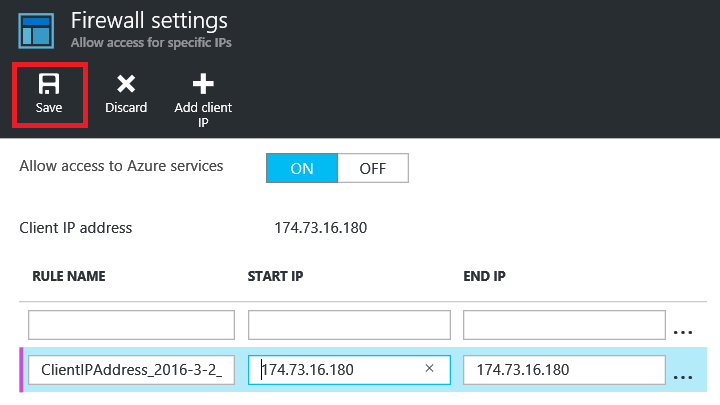 Firewall settings
Allow access for specific IPs
Save
Discard
Add client
IP
Allow access to Azure services
ON
OFF
Client IP address
174.73.16.180
RULE NAME
START IP
END IP
...
ClientIPAddress_2016-3-2_
174.73.16.180
×
174.73.16.180
...